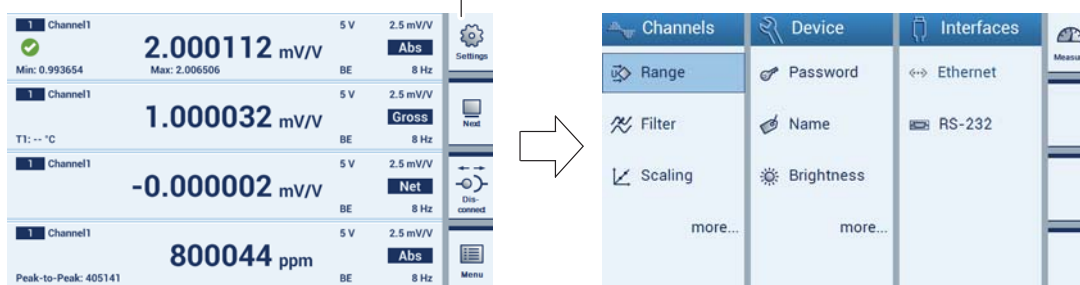 1 Channel1 5 V 2.5 mV/V
2.000112 mV/V Abs
Min: 0.993654 Max: 2.006506 BE 8 Hz
1 Channel1 5 V 2.5 mV/V
1.000032 mV/V Gross
T1: -- °C BE 8 Hz
1 Channel1 5 V 2.5 mV/V
-0.000002 mV/V Net
BE 8 Hz
1 Channel1 5 V 2.5 mV/V
800044 ppm Abs
Peak-to-Peak: 405141 BE 8 Hz
Settings
Next
Dis-
connect
Menu
Channels Device Interfaces
Range Password Ethernet
Filter Name RS-232
Scaling Brightness
more... more...